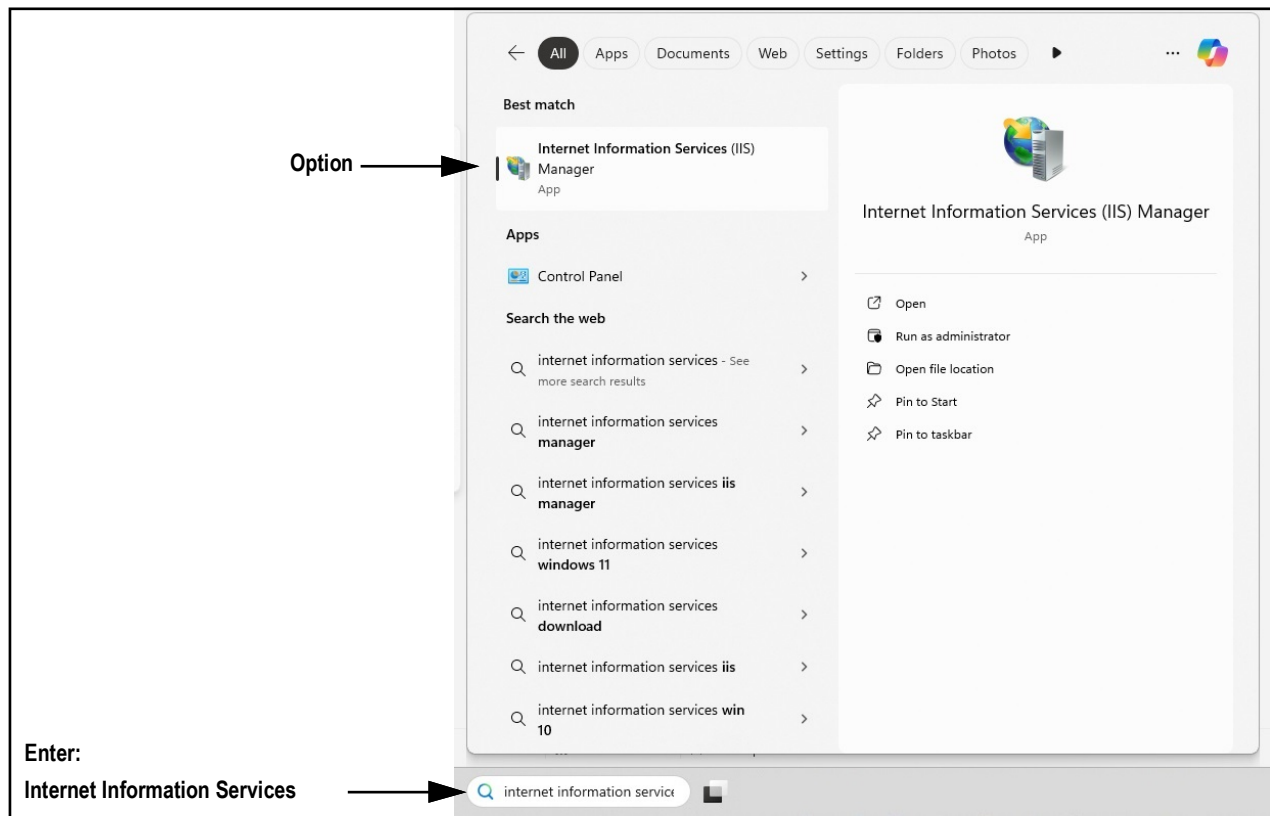 All
Apps
Documents
Web
Settings
Folders
Photos
...
Best match
Option
Internet Information Services (IIS)
Manager
App
Apps
Control Panel
Search the web
internet information services - See
more search results
internet information services
manager
internet information services iis
manager
internet information services
windows 11
internet information services
download
internet information services iis
internet information services win
10
Internet Information Services (IIS) Manager
App
Open
Run as administrator
Open file location
Pin to Start
Pin to taskbar
Enter:
Internet Information Services
internet information service